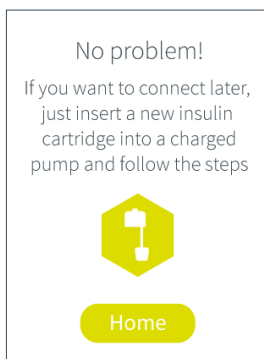 No problem!
If you want to connect later,
just insert a new insulin
cartridge into a charged
pump and follow the steps
Home